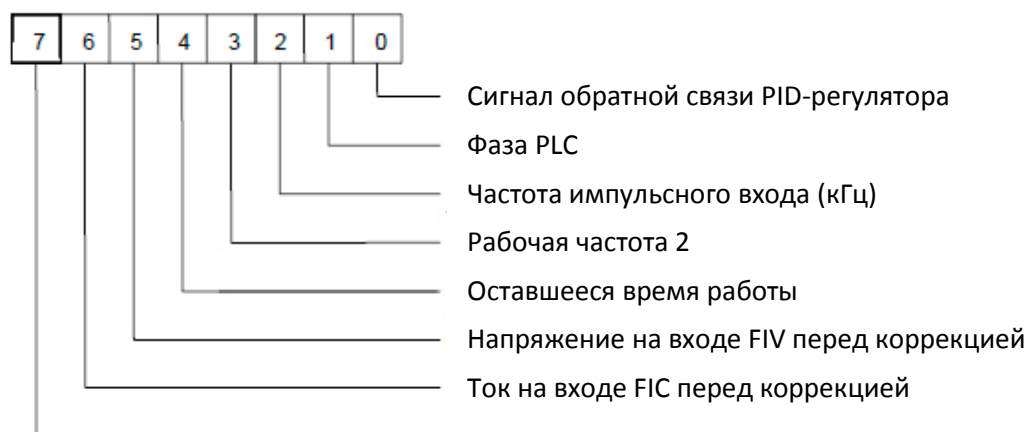 7 6 5 4 3 2 1 0
Сигнал обратной связи PID-регулятора
Фаза PLC
Частота импульсного входа (кГц)
Рабочая частота 2
Оставшееся время работы
Напряжение на входе FIV перед коррекцией
Ток на входе FIC перед коррекцией